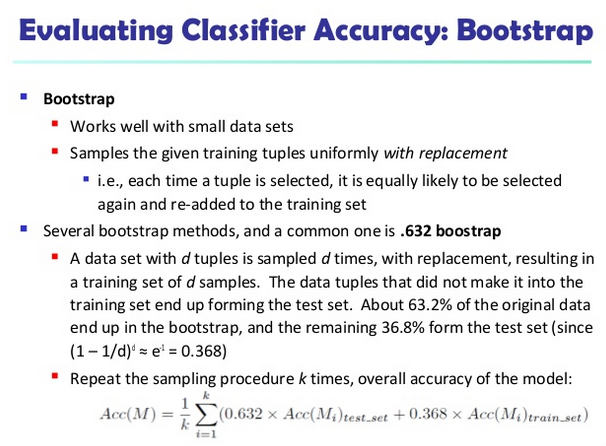 Evaluating Classifier Accuracy: Bootstrap
Bootstrap
Works well with small data sets
Samples the given training tuples uniformly with replacement
i.e., each time a tuple is selected, it is equally likely to be selected
again and re-added to the training set
Several bootstrap methods, and a common one is .632 boostrap
A data set with d tuples is sampled d times, with replacement, resulting in
a training set of d samples. The data tuples that did not make it into the
training set end up forming the test set. About 63.2% of the original data
end up in the bootstrap, and the remaining 36.8% form the test set (since
(1 – 1/d)ᵈ ≈ e⁻¹ = 0.368)
Repeat the sampling procedure k times, overall accuracy of the model:
Acc(M) = \frac{1}{k} \sum_{i=1}^{k} (0.632 × Acc(M_i)_{test\_set} + 0.368 × Acc(M_i)_{train\_set})